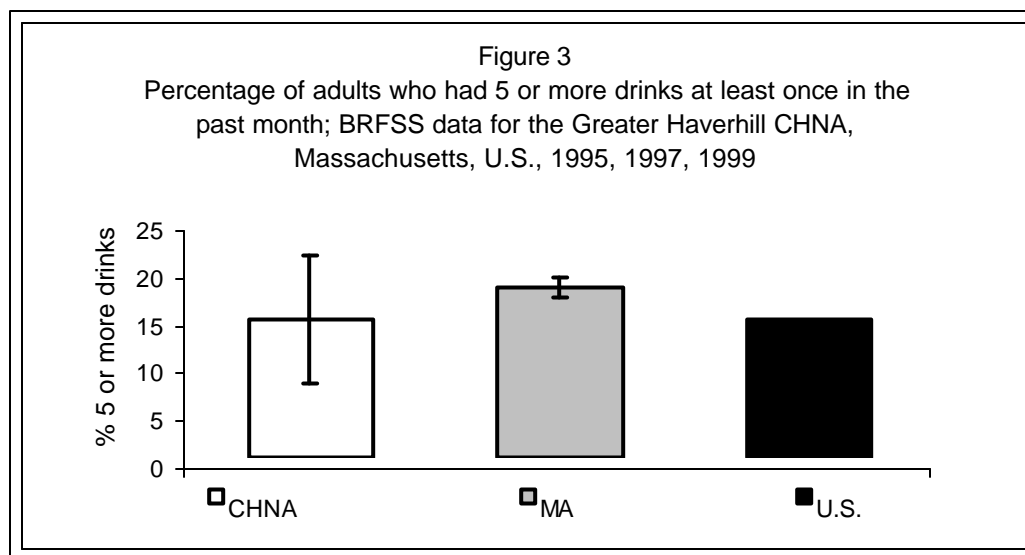 Figure 3
Percentage of adults who had 5 or more drinks at least once in the
past month; BRFSS data for the Greater Haverhill CHNA,
Massachusetts, U.S., 1995, 1997, 1999
% 5 or more drinks
25
20
15
10
5
0
CHNA
MA
U.S.